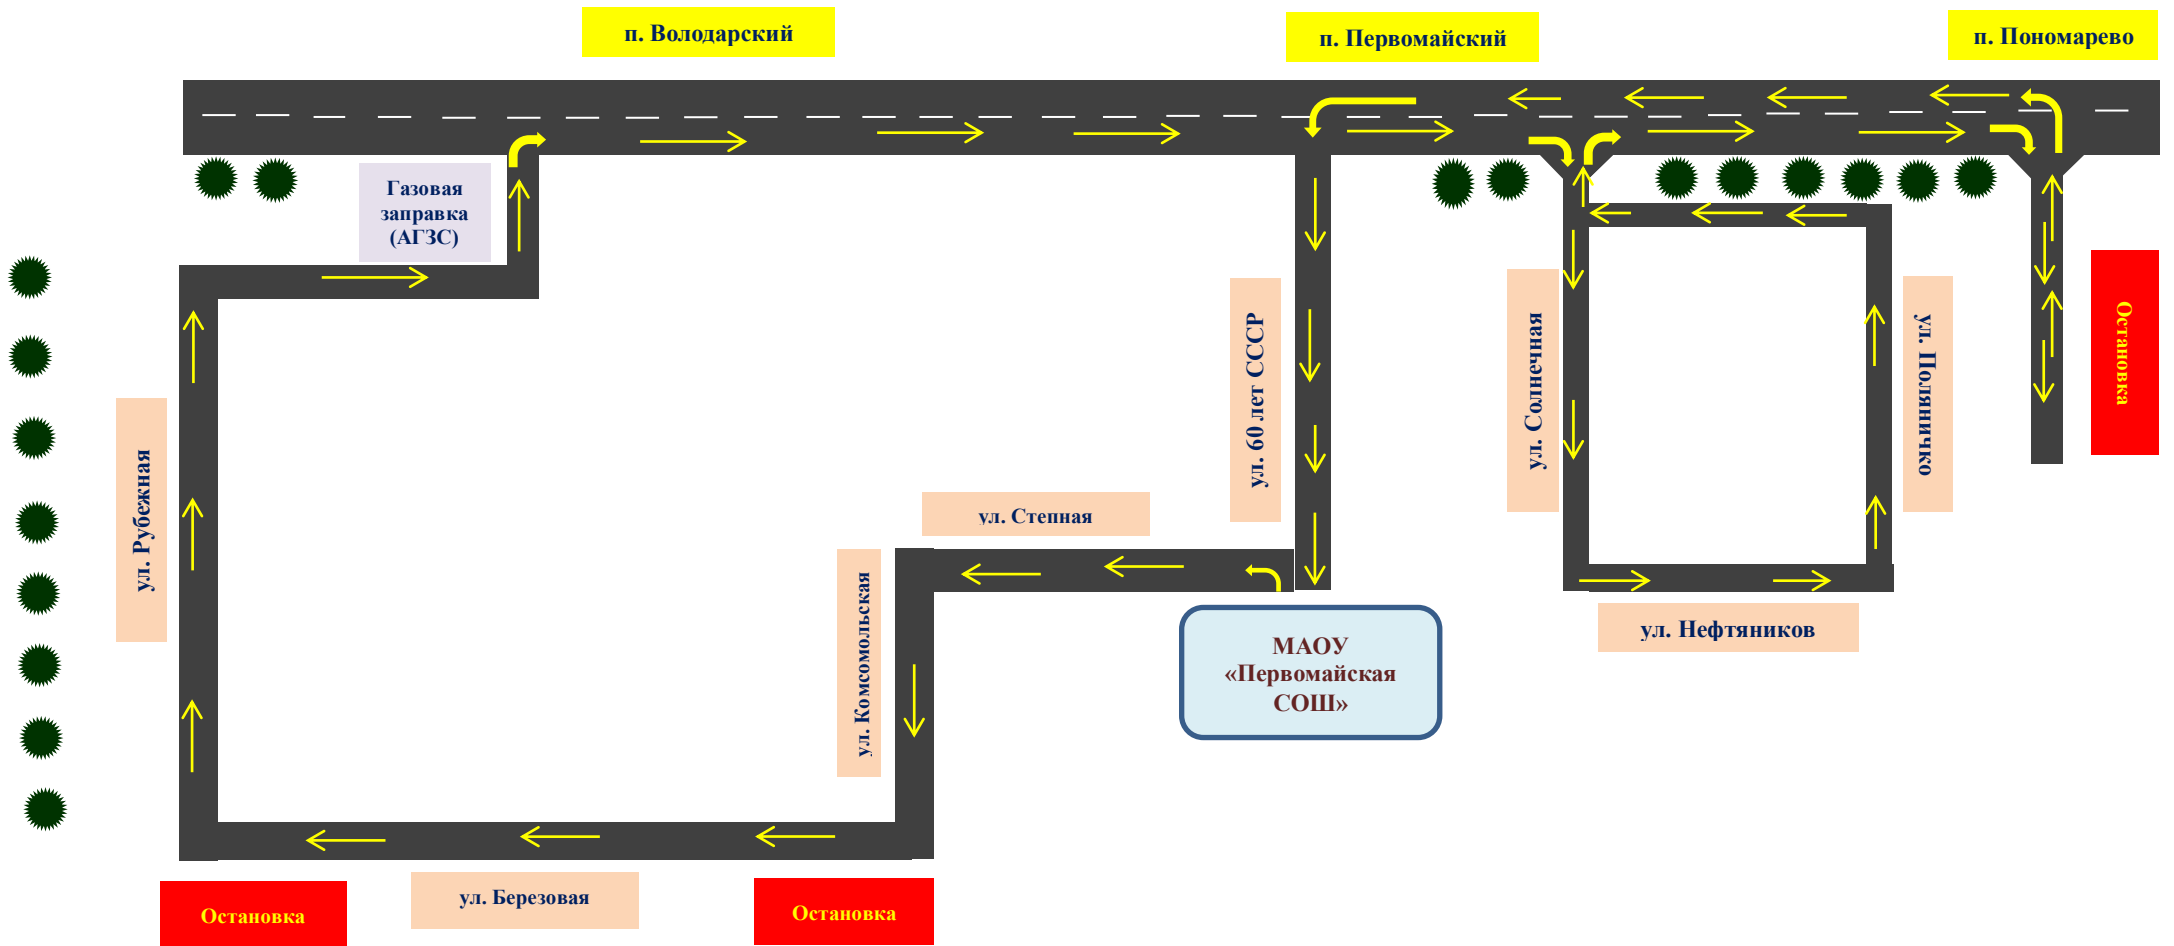 п. Володарский
п. Первомайский
п. Пономарево
Газовая
заправка
(АГЗС)
ул. Рубежная
ул. Степная
ул. Комсомольская
ул. 60 лет СССР
ул. Солнечная
ул. Поляничко
Остановка
ул. Нефтяников
МАОУ
«Первомайская
СОШ»
Остановка
ул. Березовая
Остановка